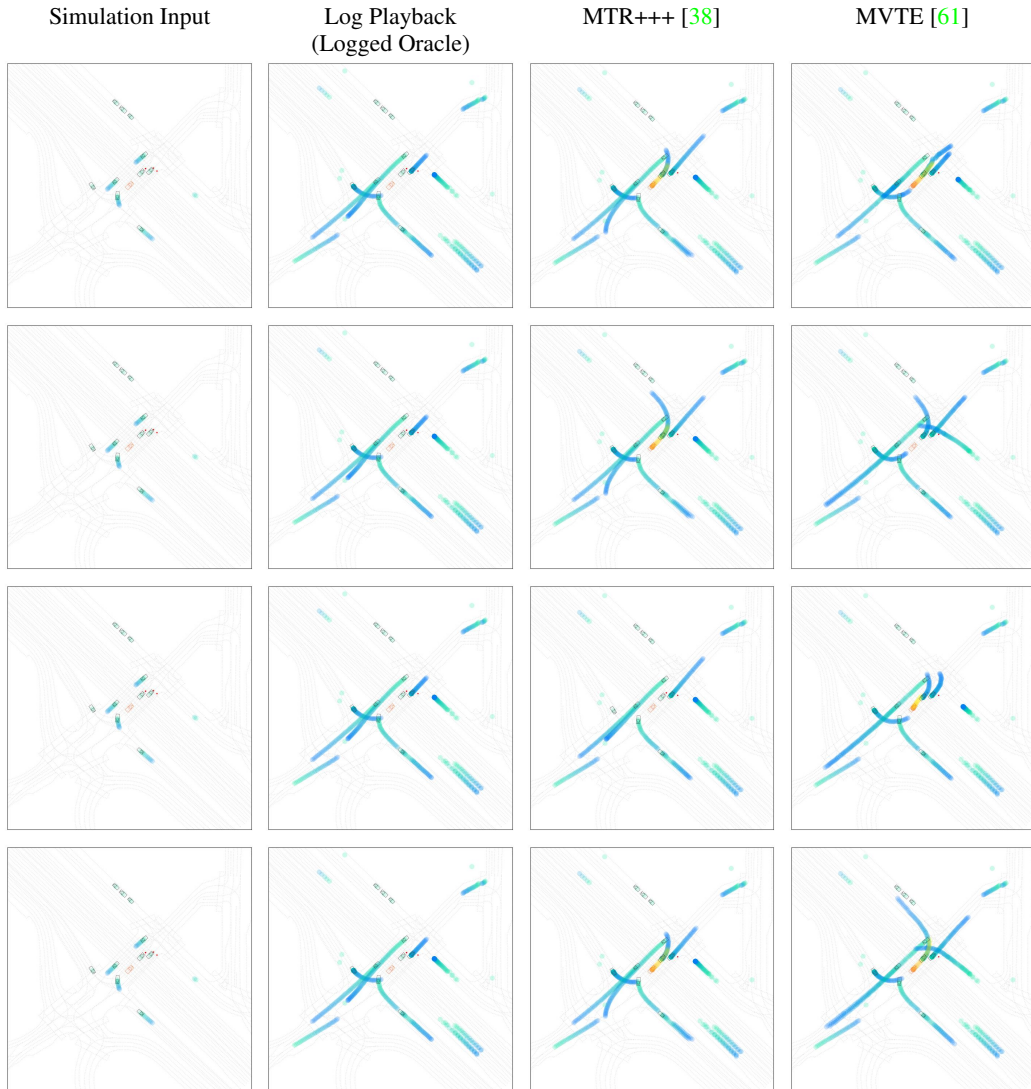 Simulation Input
Log Playback
(Logged Oracle)
MTR+++ [38]
MVTE [61]